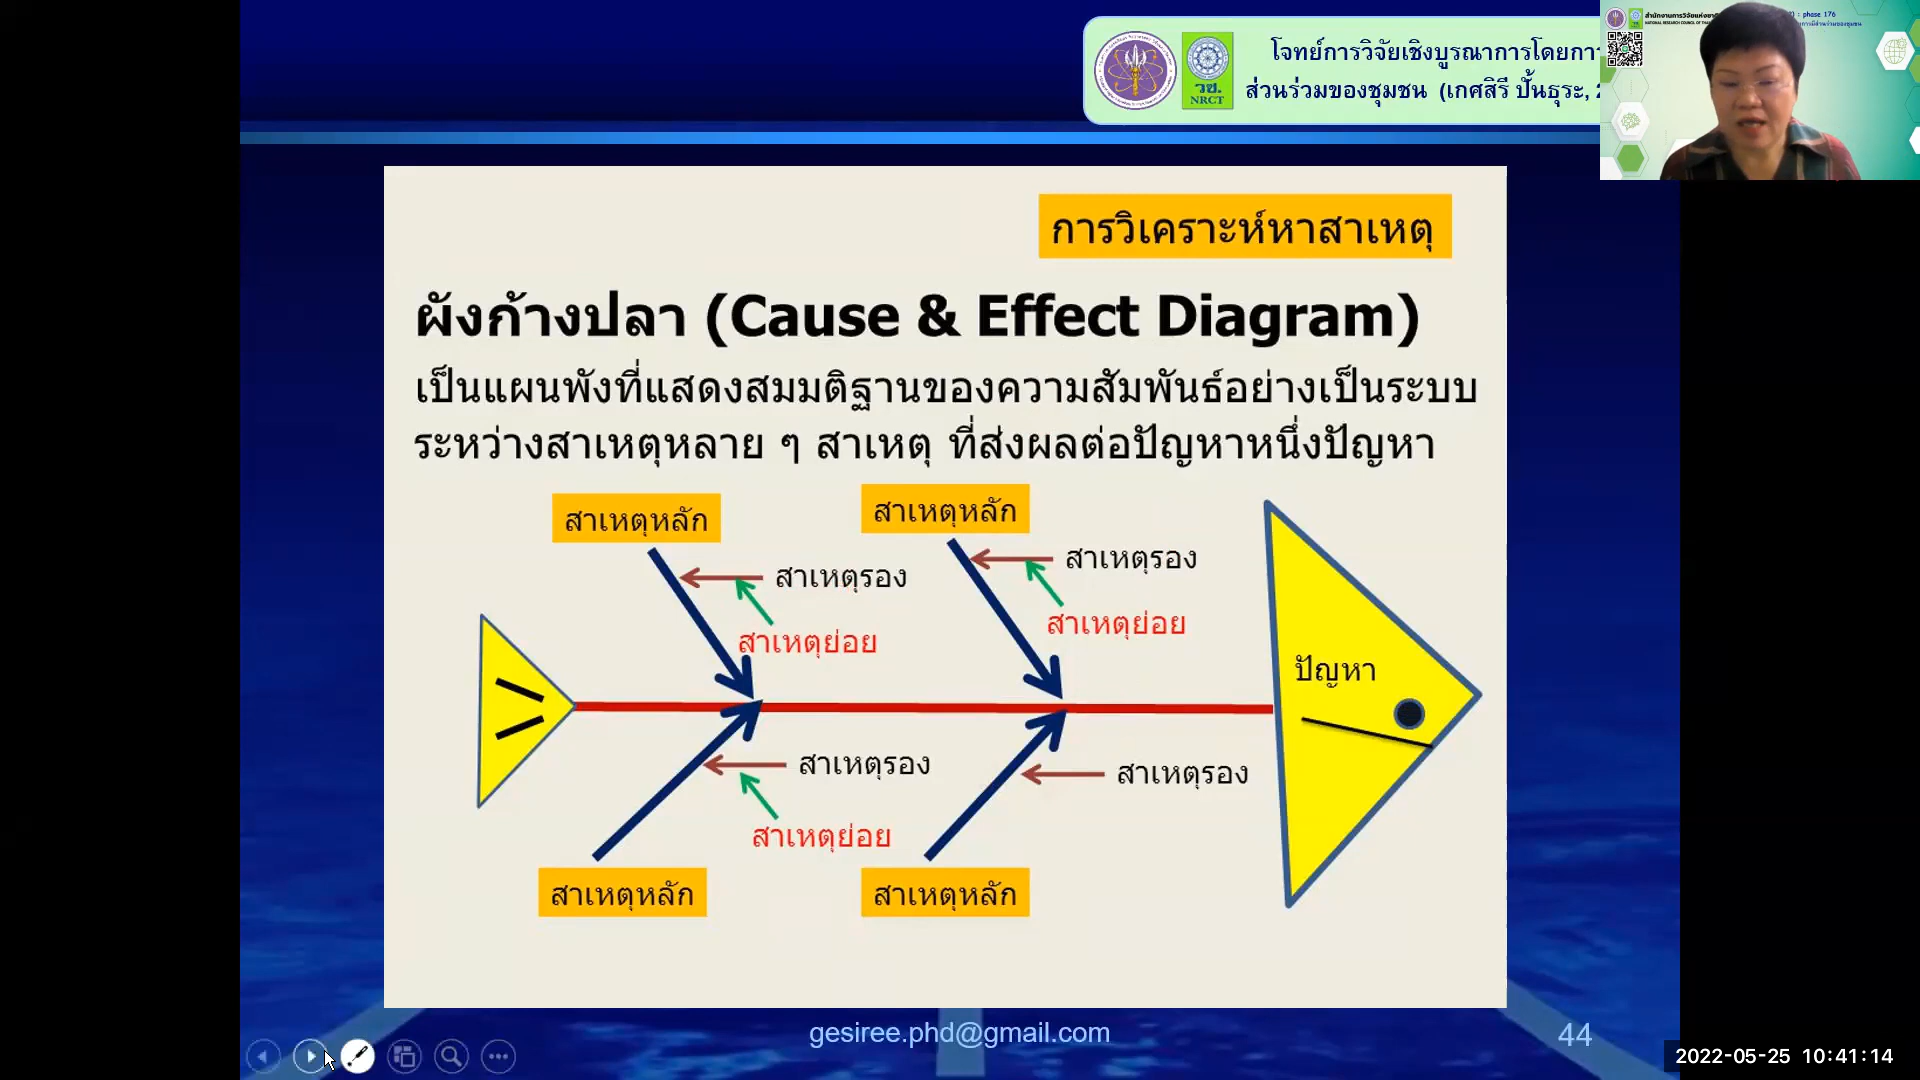 โจทย์การวิจัยเชิงบูรณาการโดยกา
ส่วนร่วมของชุมชน (เกศสิรี ปั้นธุระ,
วช.
NRCT
: phase 176
การวิเคราะห์หาสาเหตุ
ผังก้างปลา (Cause & Effect Diagram)
เป็นแผนพังที่แสดงสมมติฐานของความสัมพันธ์อย่างเป็นระบบ
ระหว่างสาเหตุหลาย ๆ สาเหตุ ที่ส่งผลต่อปัญหาหนึ่งปัญหา
สาเหตุหลัก
สาเหตุหลัก
สาเหตุรอง
สาเหตุรอง
สาเหตุย่อย
สาเหตุย่อย
ปัญหา
สาเหตุรอง
สาเหตุรอง
สาเหตุย่อย
สาเหตุหลัก
สาเหตุหลัก
gesiree.phd@gmail.com
44
2022-05-25 10:41:14